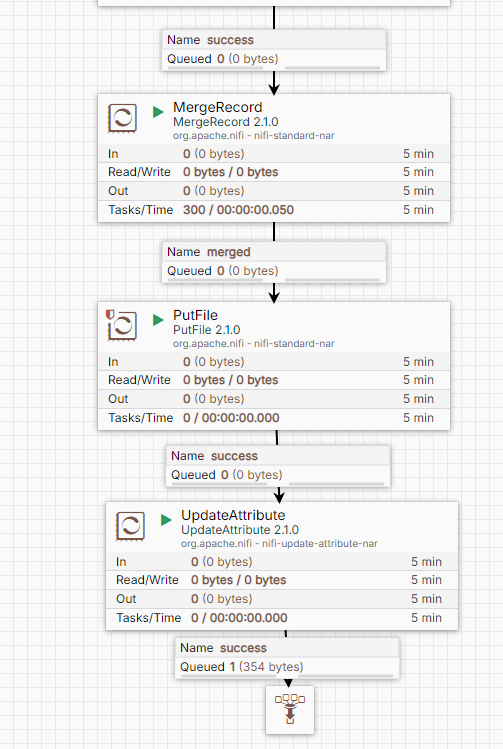 Name success
Queued 0 (0 bytes)
MergeRecord
MergeRecord 2.1.0
org.apache.nifi - nifi-standard-nar
In 0 (0 bytes) 5 min
Read/Write 0 bytes / 0 bytes 5 min
Out 0 (0 bytes) 5 min
Tasks/Time 300 / 00:00:00.050 5 min
Name merged
Queued 0 (0 bytes)
PutFile
PutFile 2.1.0
org.apache.nifi - nifi-standard-nar
In 0 (0 bytes) 5 min
Read/Write 0 bytes / 0 bytes 5 min
Out 0 (0 bytes) 5 min
Tasks/Time 0 / 00:00:00.000 5 min
Name success
Queued 0 (0 bytes)
UpdateAttribute
UpdateAttribute 2.1.0
org.apache.nifi - nifi-update-attribute-nar
In 0 (0 bytes) 5 min
Read/Write 0 bytes / 0 bytes 5 min
Out 0 (0 bytes) 5 min
Tasks/Time 0 / 00:00:00.000 5 min
Name success
Queued 1 (354 bytes)